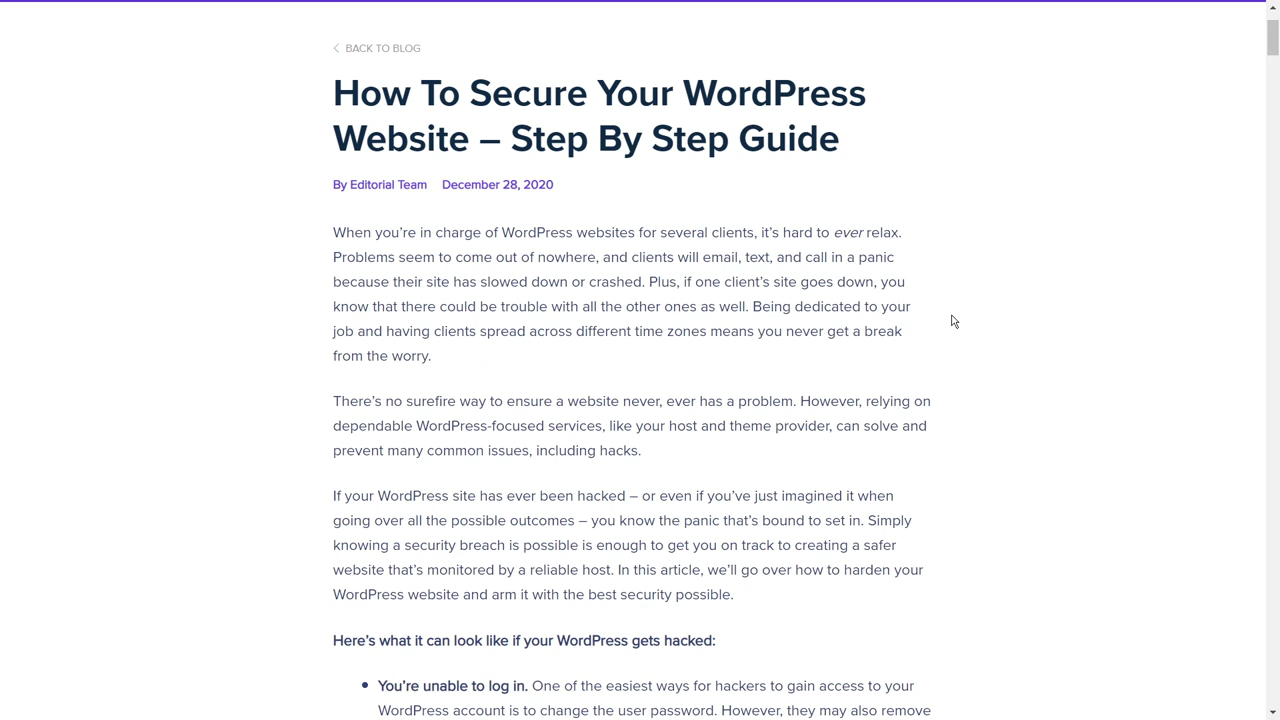 BACK TO BLOG
How To Secure Your WordPress
Website – Step By Step Guide
By Editorial Team December 28, 2020
When you’re in charge of WordPress websites for several clients, it’s hard to ever relax.
Problems seem to come out of nowhere, and clients will email, text, and call in a panic
because their site has slowed down or crashed. Plus, if one client’s site goes down, you
know that there could be trouble with all the other ones as well. Being dedicated to your
job and having clients spread across different time zones means you never get a break
from the worry.
There’s no surefire way to ensure a website never, ever has a problem. However, relying on
dependable WordPress-focused services, like your host and theme provider, can solve and
prevent many common issues, including hacks.
If your WordPress site has ever been hacked – or even if you’ve just imagined it when
going over all the possible outcomes – you know the panic that’s bound to set in. Simply
knowing a security breach is possible is enough to get you on track to creating a safer
website that’s monitored by a reliable host. In this article, we’ll go over how to harden your
WordPress website and arm it with the best security possible.
Here’s what it can look like if your WordPress gets hacked:
• You’re unable to log in. One of the easiest ways for hackers to gain access to your
WordPress account is to change the user password. However, they may also remove